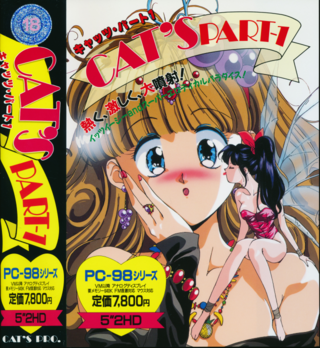 18
キャッツ・パート1
CAT'S PART-1
PC-98シリーズ
定価7,800円
5"2HD
CAT'S PRO.
キャッツ・パート1
CAT'S PART-1
熱く、激しく、大噴射!
PC-98シリーズ
定価7,800円
5"2HD